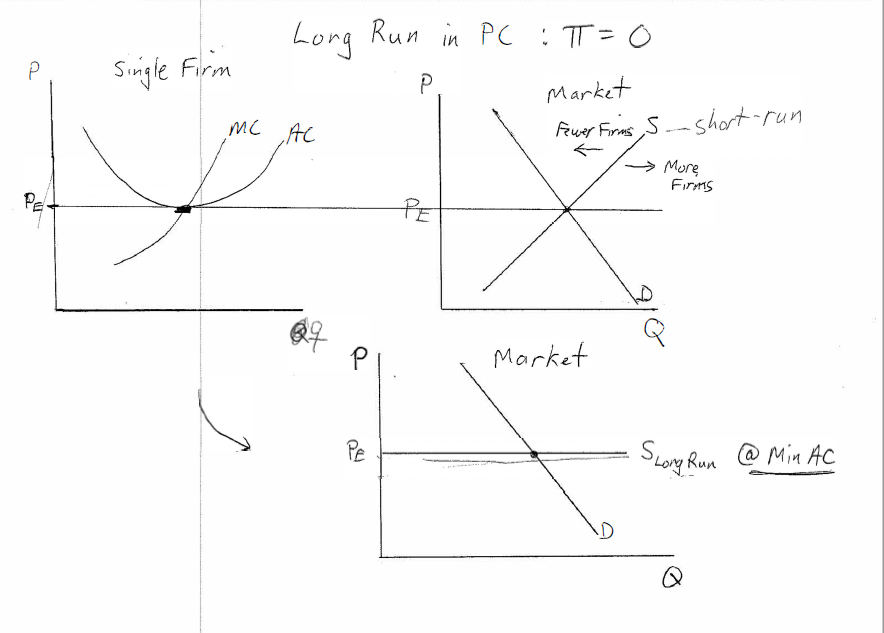 Long Run in PC : π = 0
P
Single Firm
MC
AC
PE
q
P
Market
Fewer Firms
S - short-run
More
Firms
PE
D
Q
P
Market
PE
SLong Run @ Min AC
D
Q